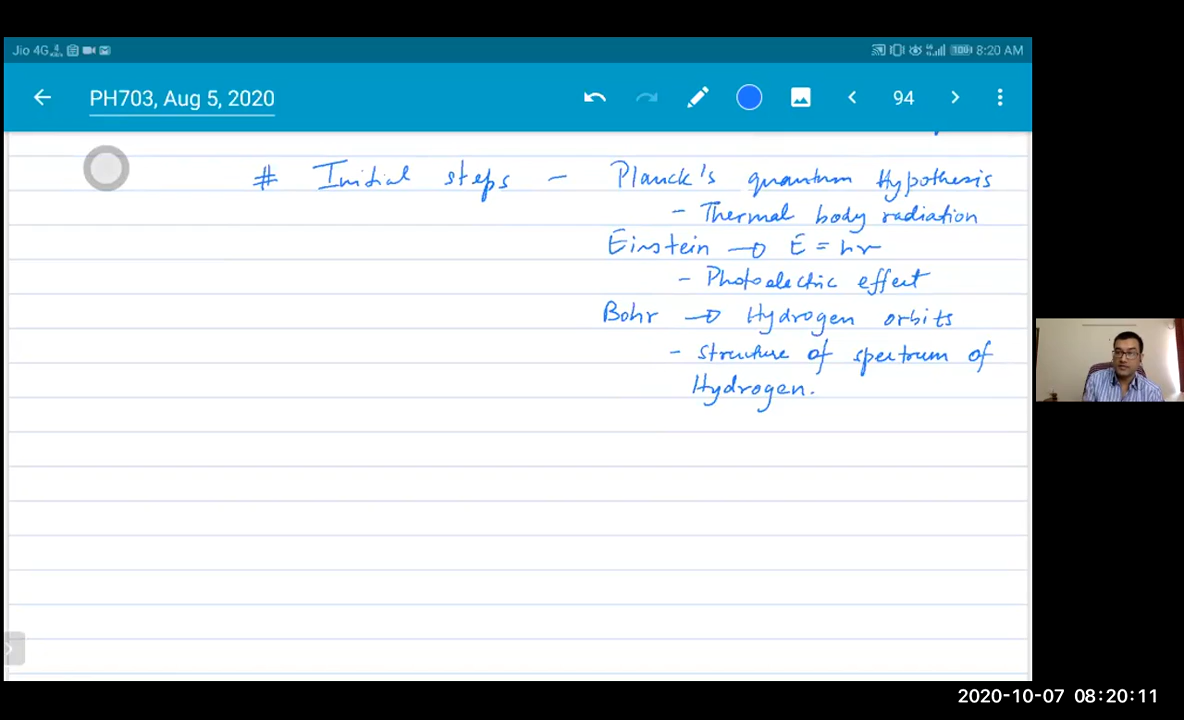 Jio 4G 8:20 AM
PH703, Aug 5, 2020 94
# Initial steps - Planck's quantum Hypothesis
- Thermal body radiation
Einstein → E = hν
- Photoelectric effect
Bohr → Hydrogen orbits
- structure of spectrum of
Hydrogen.
2020-10-07 08:20:11